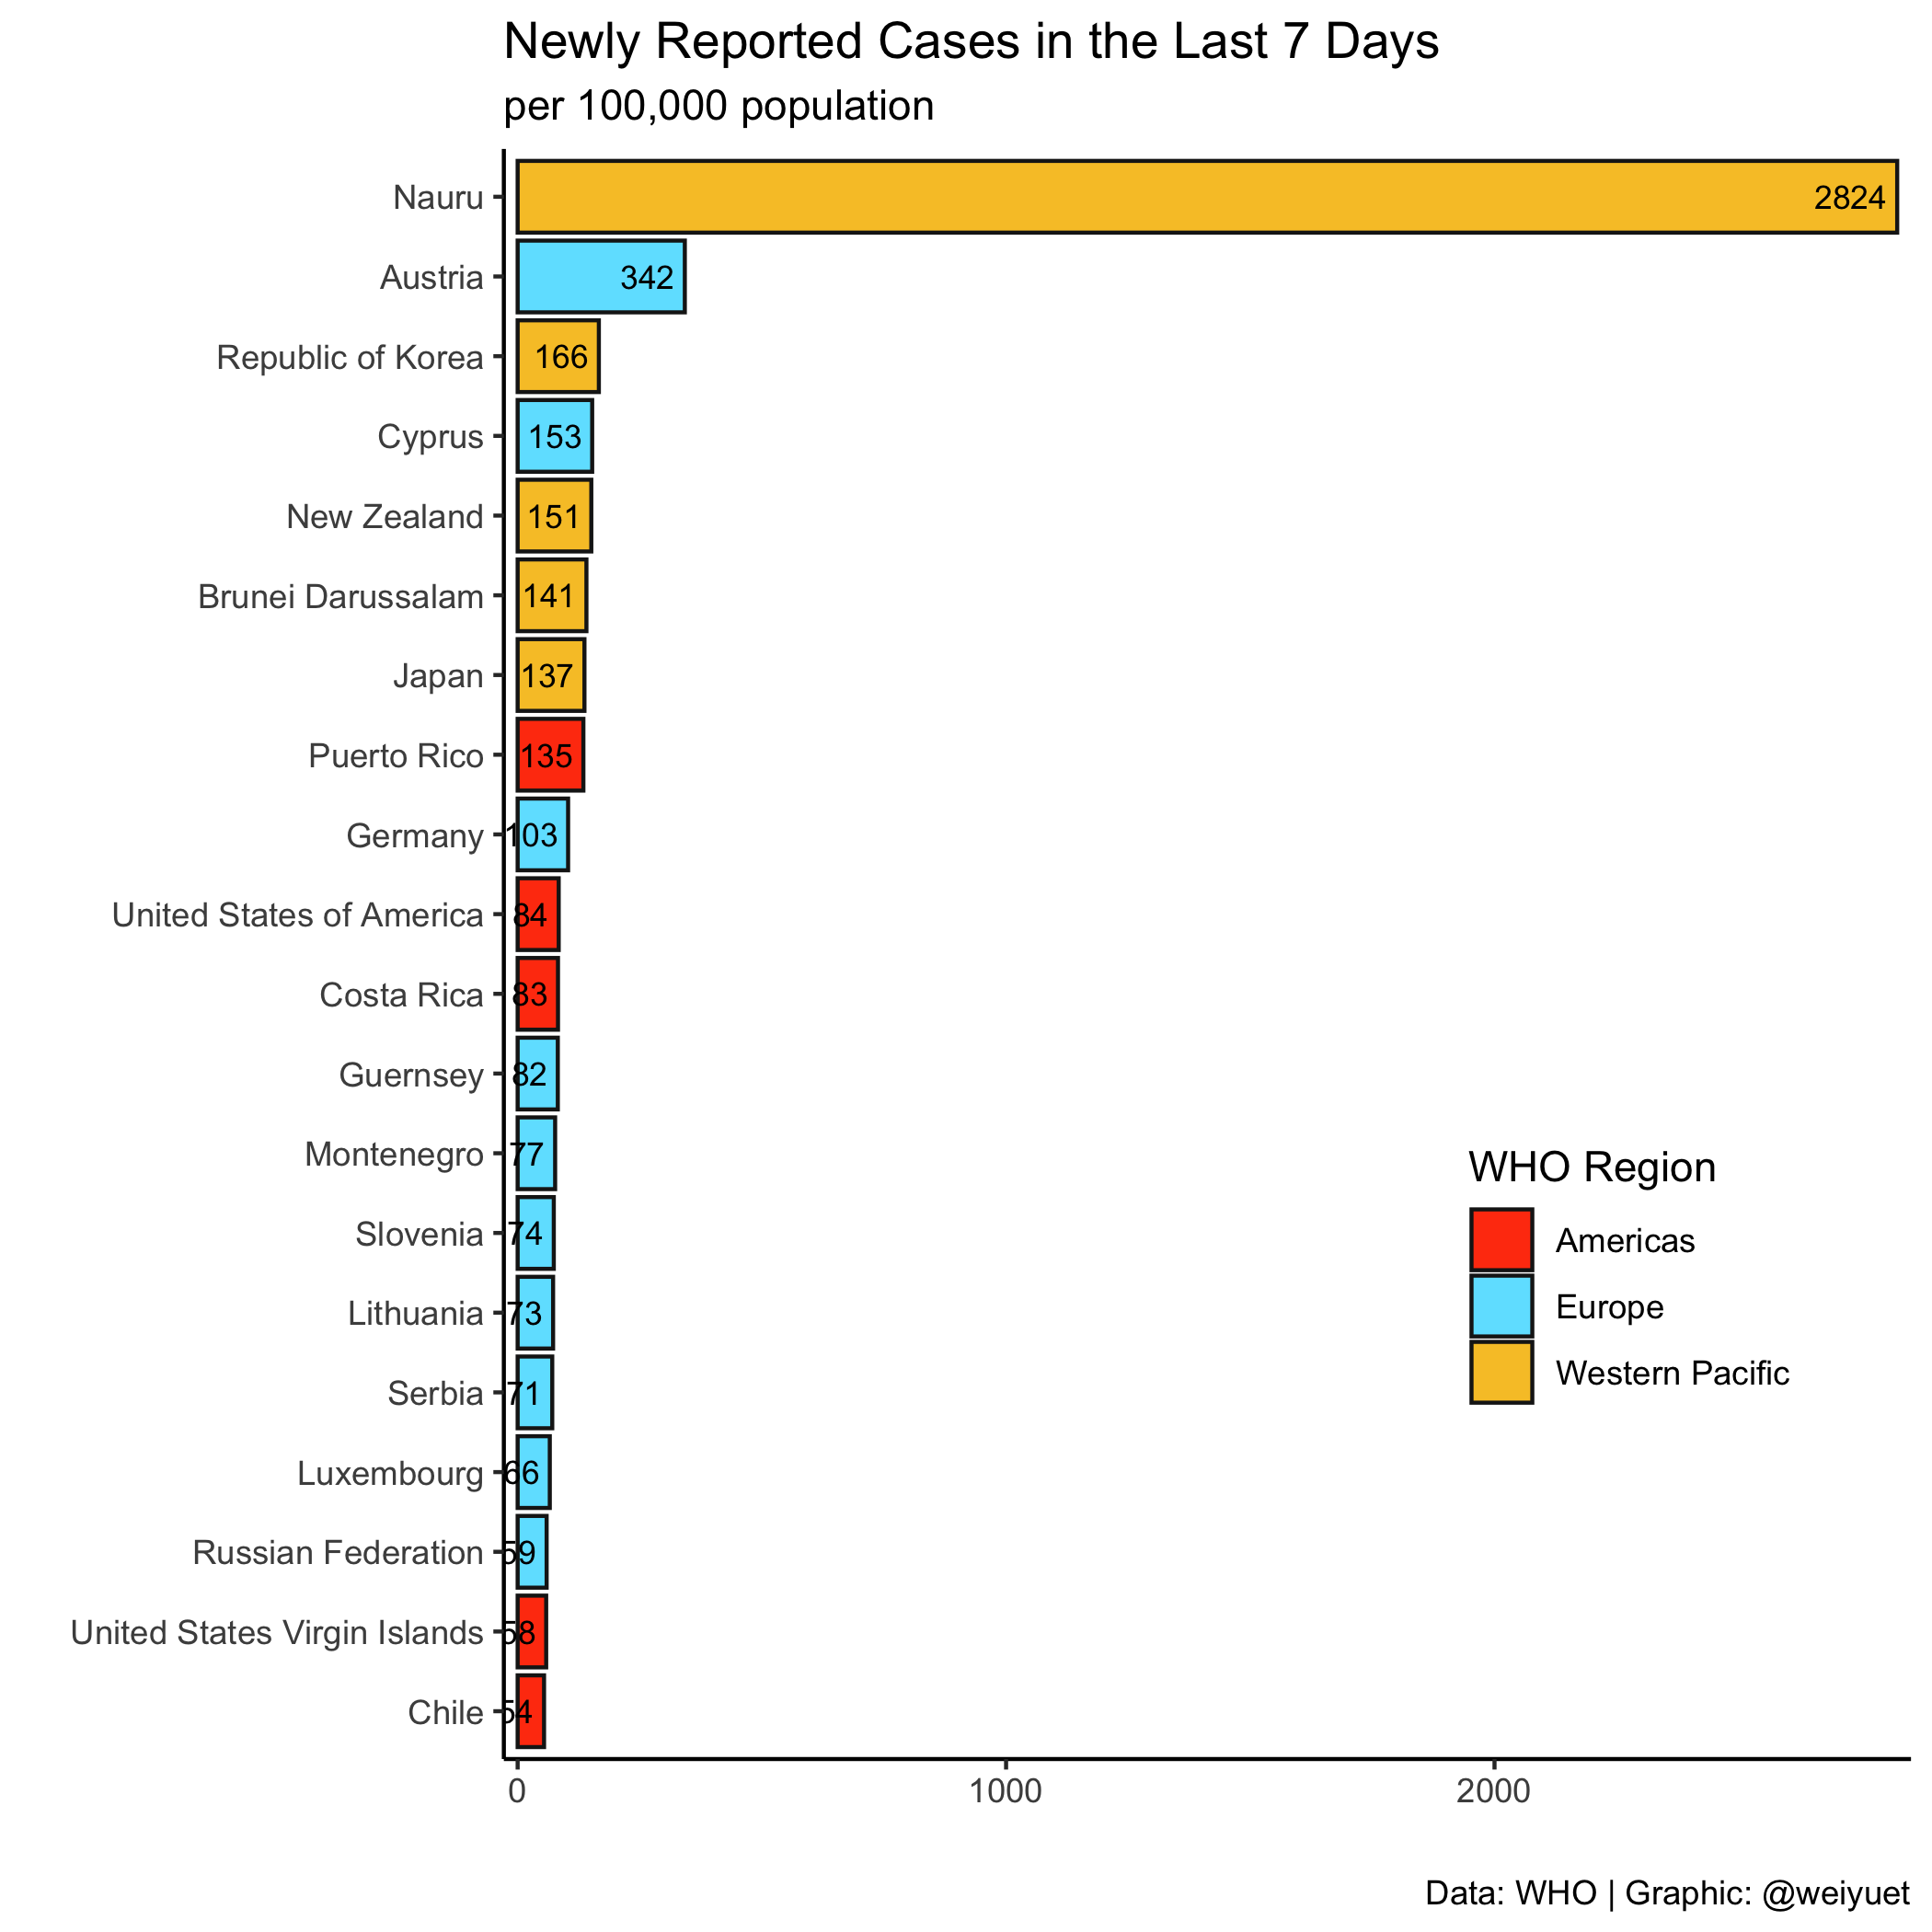 Newly Reported Cases in the Last 7 Days
per 100,000 population
Nauru 2824
Austria 342
Republic of Korea 166
Cyprus 153
New Zealand 151
Brunei Darussalam 141
Japan 137
Puerto Rico 135
Germany 103
United States of America 84
Costa Rica 83
Guernsey 82
Montenegro 77
Slovenia 74
Lithuania 73
Serbia 71
Luxembourg 66
Russian Federation 59
United States Virgin Islands 58
Chile 54
WHO Region
Americas
Europe
Western Pacific
0 1000 2000
Data: WHO | Graphic: @weiyuet